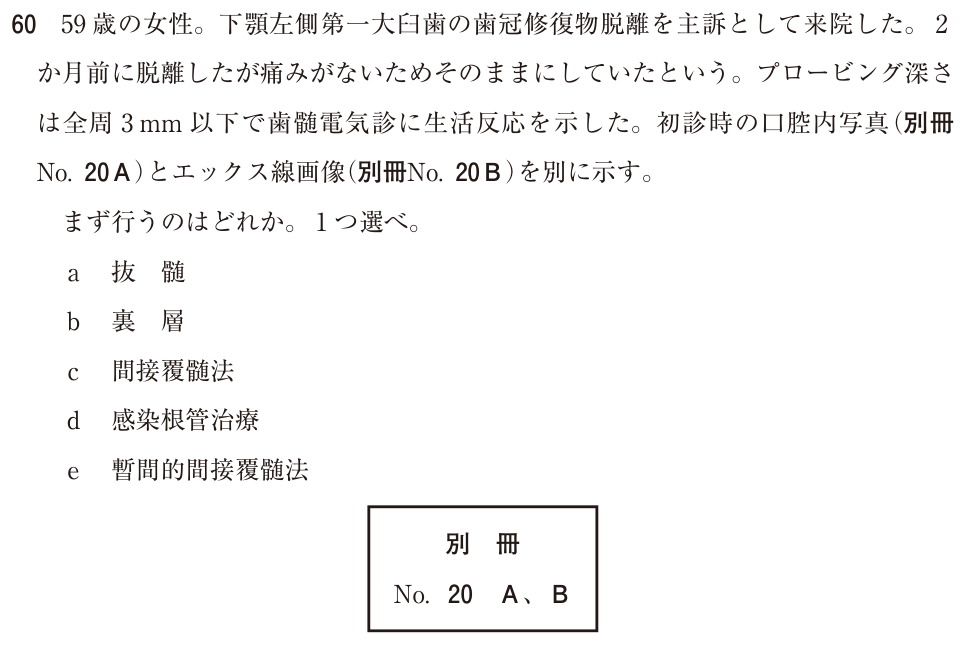 60 59歳の女性。下顎左側第一大臼歯の歯冠修復物脱離を主訴として来院した。2
か月前に脱離したが痛みがないためそのままにしていたという。プロービング深さ
は全周3mm以下で歯髄電気診に生活反応を示した。初診時の口腔内写真(別冊
No. 20A)とエックス線画像(別冊No. 20B)を別に示す。
まず行うのはどれか。1つ選べ。
a 抜 髄
b 裏 層
c 間接覆髄法
d 感染根管治療
e 暫間的間接覆髄法
別 冊
No. 20 A、B